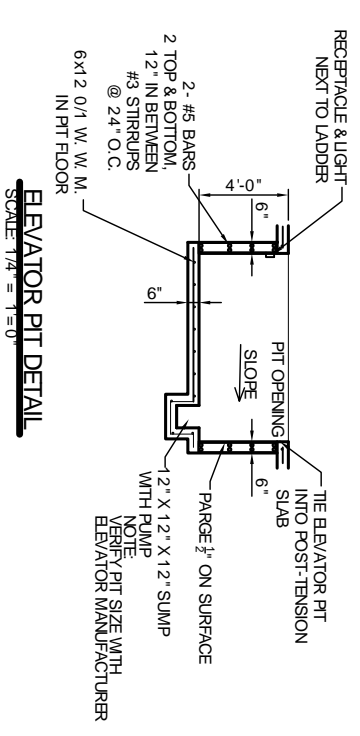 RECEPTACLE & LIGHT
NEXT TO LADDER
2- #5 BARS
2 TOP & BOTTOM,
12" IN BETWEEN
#3 STIRRUPS
@ 24" O.C.
6x12 0/1 W. W. M.
IN PIT FLOOR
4'-0"
6"
6"
PIT OPENING
SLOPE
6"
TIE ELEVATOR PIT
INTO POST-TENSION
SLAB
PARGE 1/2" ON SURFACE
12" X 12" X 12" SUMP
WITH PUMP
NOTE:
VERIFY PIT SIZE WITH
ELEVATOR MANUFACTURER
ELEVATOR PIT DETAIL
SCALE: 1/4" = 1'=0"